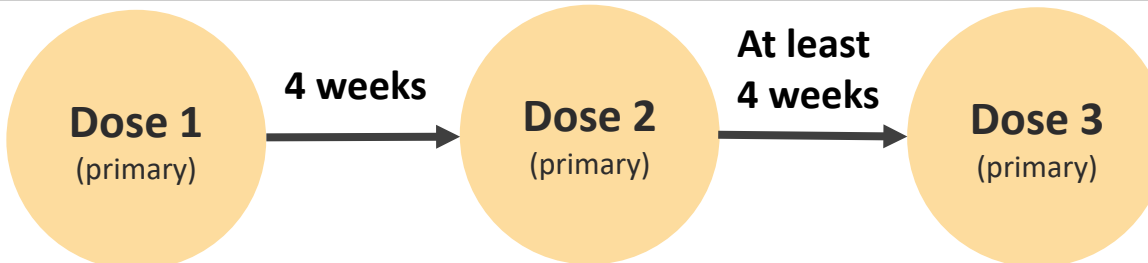 Dose 1
(primary)
4 weeks
Dose 2
(primary)
At least
4 weeks
Dose 3
(primary)